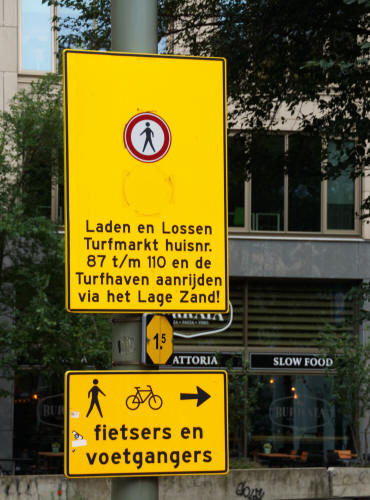 Laden en Lossen
Turfmarkt huisnr.
87 t/m 110 en de
Turfhaven aanrijden
via het Lage Zand!
1.5
ATTORIA
SLOW FOOD
fietsers en
voetgangers